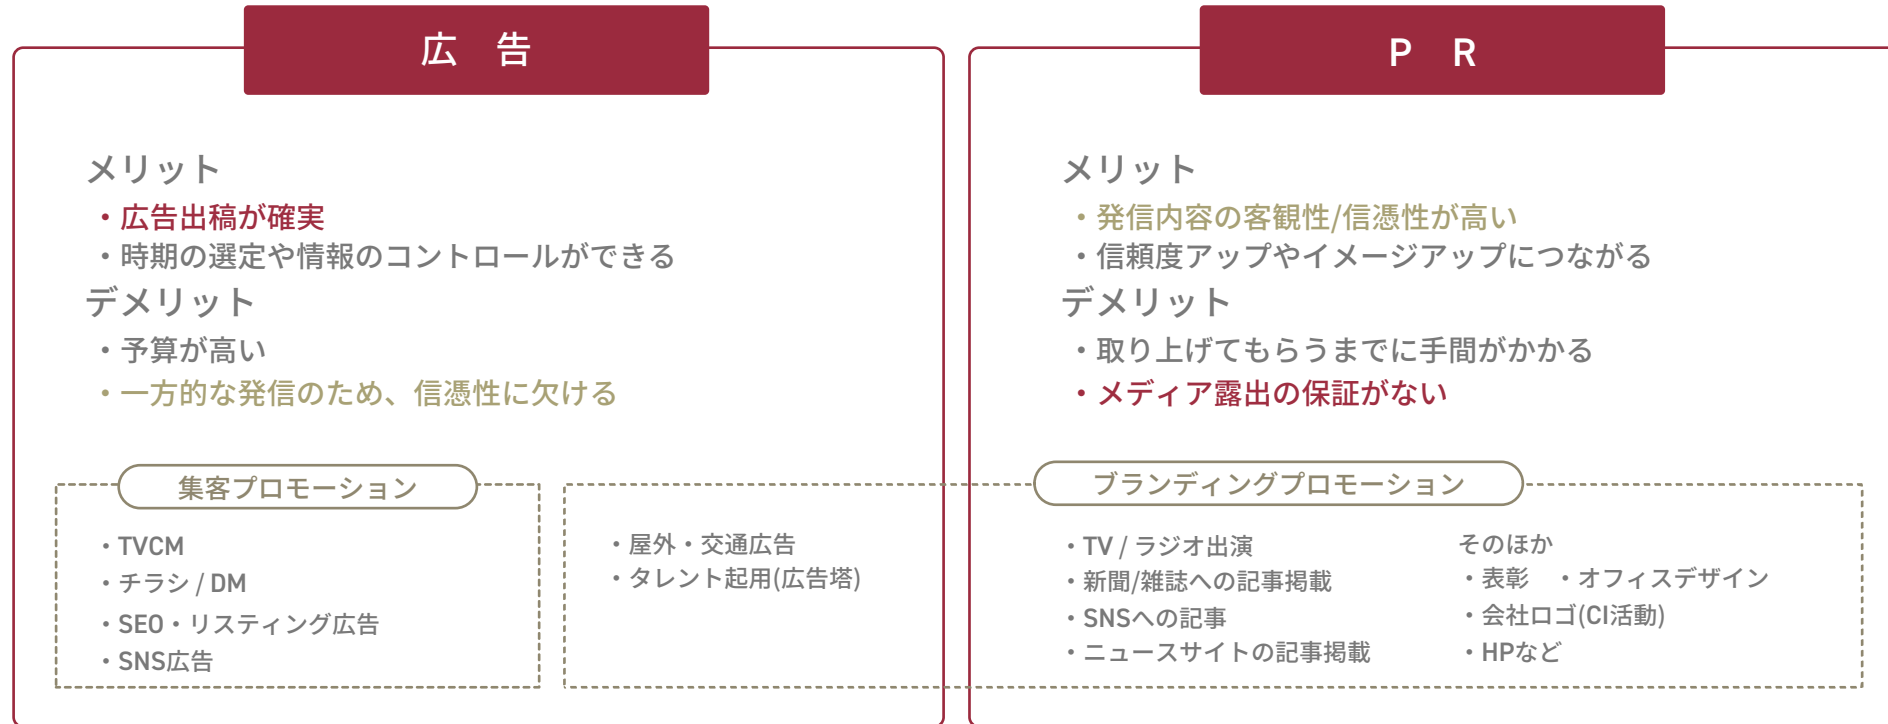 広 告
メリット
・広告出稿が確実
・時期の選定や情報のコントロールができる
デメリット
・予算が高い
・一方的な発信のため、信憑性に欠ける
集客プロモーション
・TVCM
・チラシ / DM
・SEO・リスティング広告
・SNS広告
・屋外・交通広告
・タレント起用(広告塔)
P R
メリット
・発信内容の客観性/信憑性が高い
・信頼度アップやイメージアップにつながる
デメリット
・取り上げてもらうまでに手間がかかる
・メディア露出の保証がない
ブランディングプロモーション
・TV / ラジオ出演
・新聞/雑誌への記事掲載
・SNSへの記事
・ニュースサイトの記事掲載
そのほか
・表彰 ・オフィスデザイン
・会社ロゴ(CI活動)
・HPなど